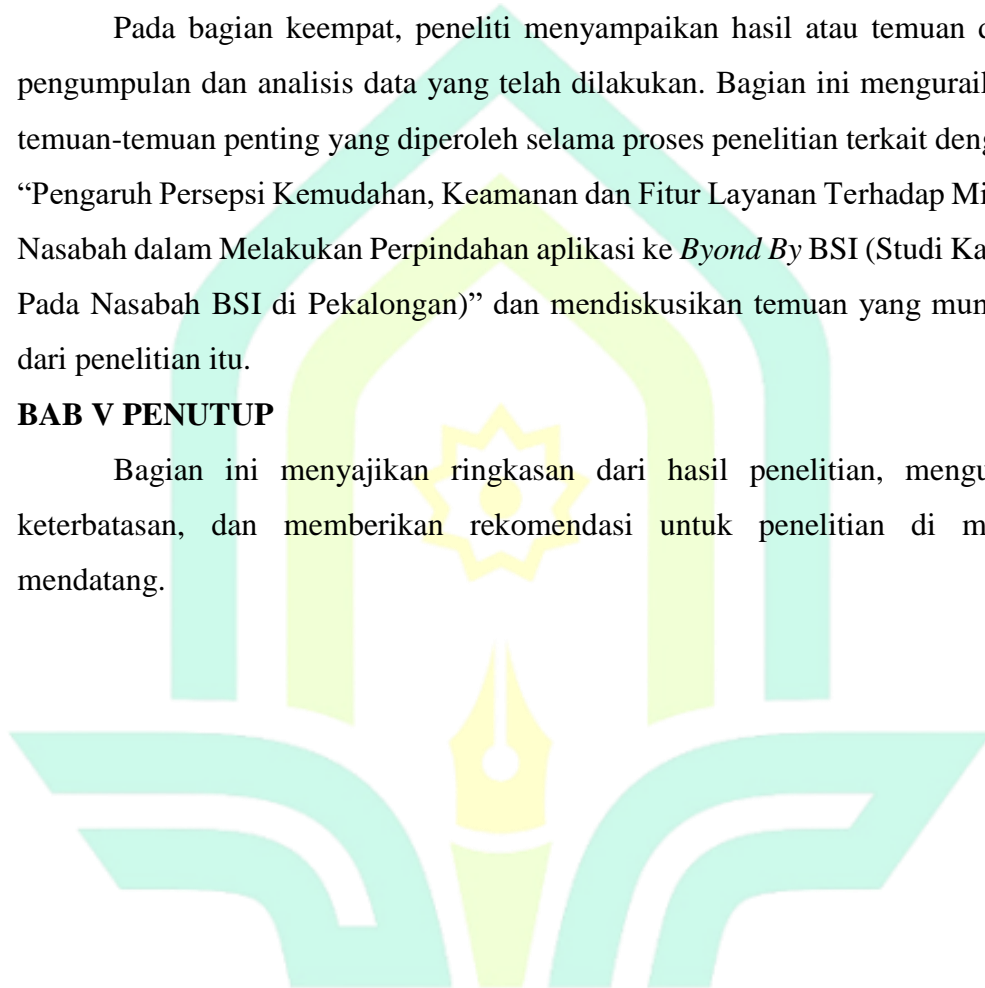 Pada bagian keempat, peneliti menyampaikan hasil atau temuan
pengumpulan dan analisis data yang telah dilakukan. Bagian ini
temuan-temuan penting yang diperoleh selama proses penelitian terkait
“Pengaruh Persepsi Kemudahan, Keamanan dan Fitur Layanan Terhadap
Nasabah dalam Melakukan Perpindahan aplikasi ke Byond By BSI (Studi
Pada Nasabah BSI di Pekalongan)” dan mendiskusikan temuan yang
dari penelitian itu.
BAB V PENUTUP
Bagian ini menyajikan ringkasan dari hasil penelitian,
keterbatasan, dan memberikan rekomendasi untuk penelitian di
mendatang.